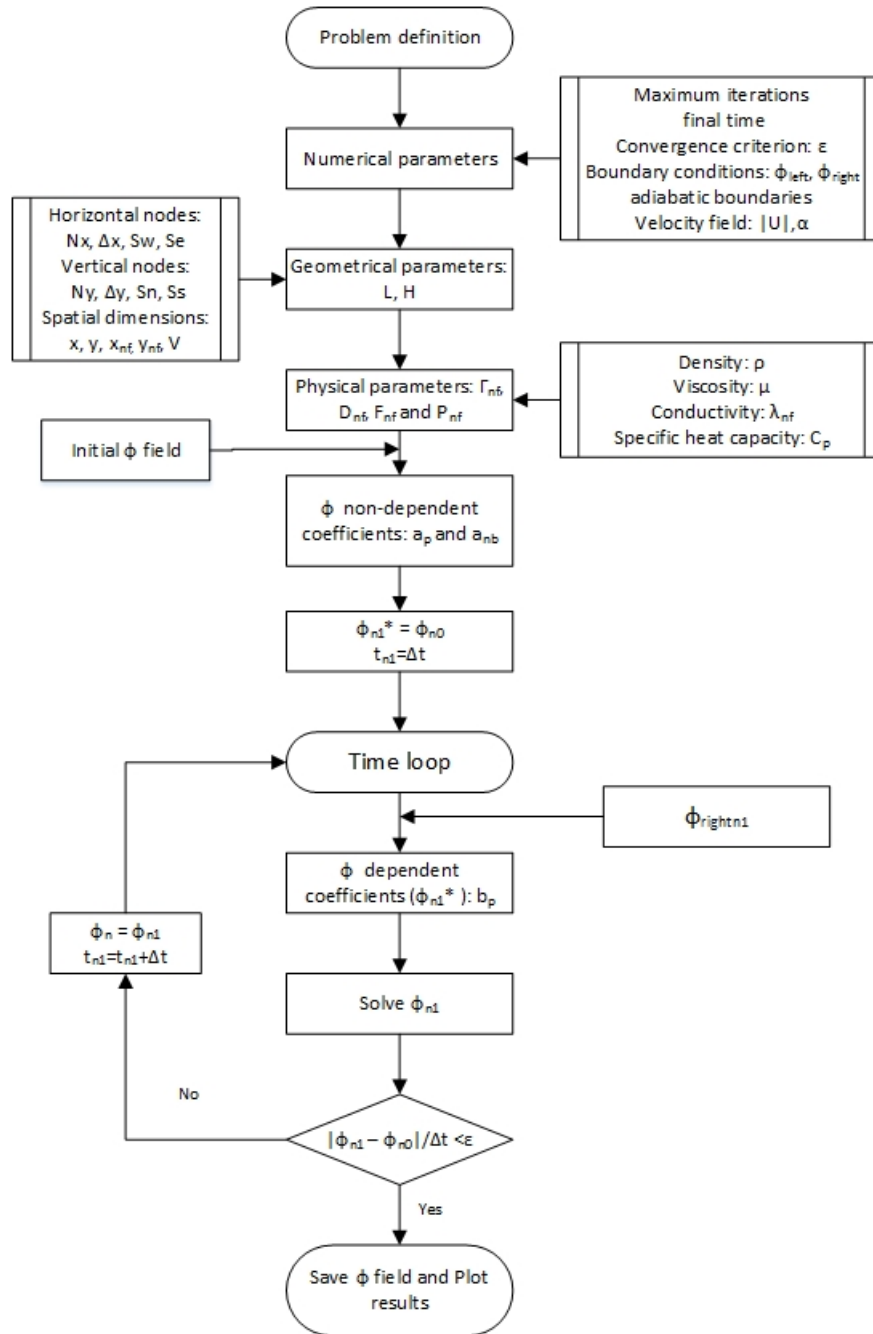 Problem definition
Maximum iterations
final time
Convergence criterion: ε
Boundary conditions: ϕleft, ϕright
adiabatic boundaries
Velocity field: |U|,α
Numerical parameters
Horizontal nodes:
Nx, Δx, Sw, Se
Vertical nodes:
Ny, Δy, Sn, Ss
Spatial dimensions:
x, y, xnf, ynf, V
Geometrical parameters:
L, H
Physical parameters: Γnf,
Dnf, Fnf and Pnf
Density: ρ
Viscosity: μ
Conductivity: λnf
Specific heat capacity: Cp
Initial ϕ field
ϕ non-dependent
coefficients: ap and anb
ϕn1* = ϕn0
tn1=Δt
Time loop
ϕrightn1
ϕ dependent
coefficients (ϕn1* ): bp
ϕn = ϕn1
tn1=tn1+Δt
Solve ϕn1
No
|ϕn1 – ϕn0|/Δt <ε
Yes
Save ϕ field and Plot
results